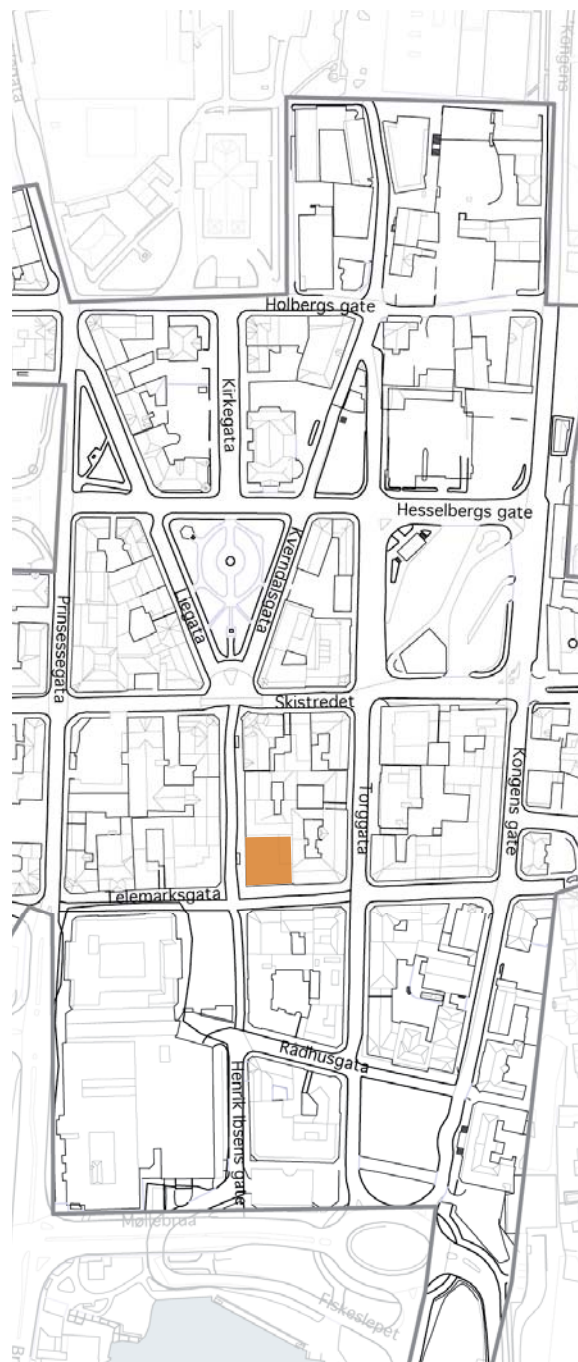 Kongens
Holbergs gate
Kirkegata
Hesselbergs gate
Kverndalsgata
Liegata
Prinsessegata
Skistredet
Torggata
Kongens gate
Telemarksgata
Rådhusgata
Henrik Ibsens gate
Møllebrua
Fiskeslepet